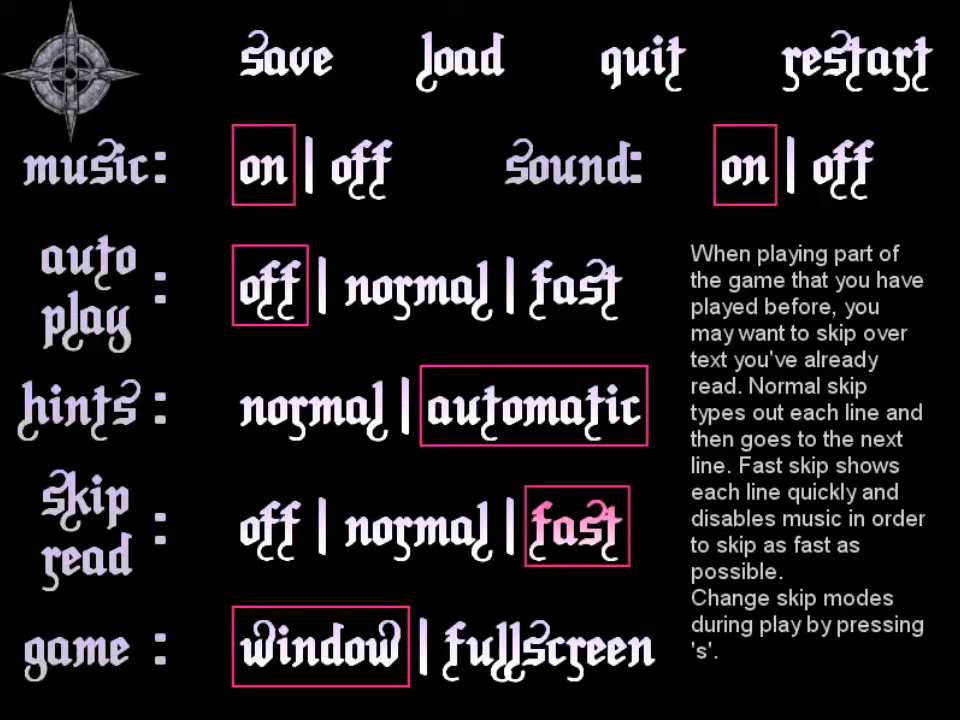 save load quit restart
music: on | off sound: on | off
auto play : off | normal | fast
hints : normal | automatic
skip read : off | normal | fast
game : window | fullscreen
When playing part of
the game that you have
played before, you
may want to skip over
text you've already
read. Normal skip
types out each line and
then goes to the next
line. Fast skip shows
each line quickly and
disables music in order
to skip as fast as
possible.
Change skip modes
during play by pressing
's'.